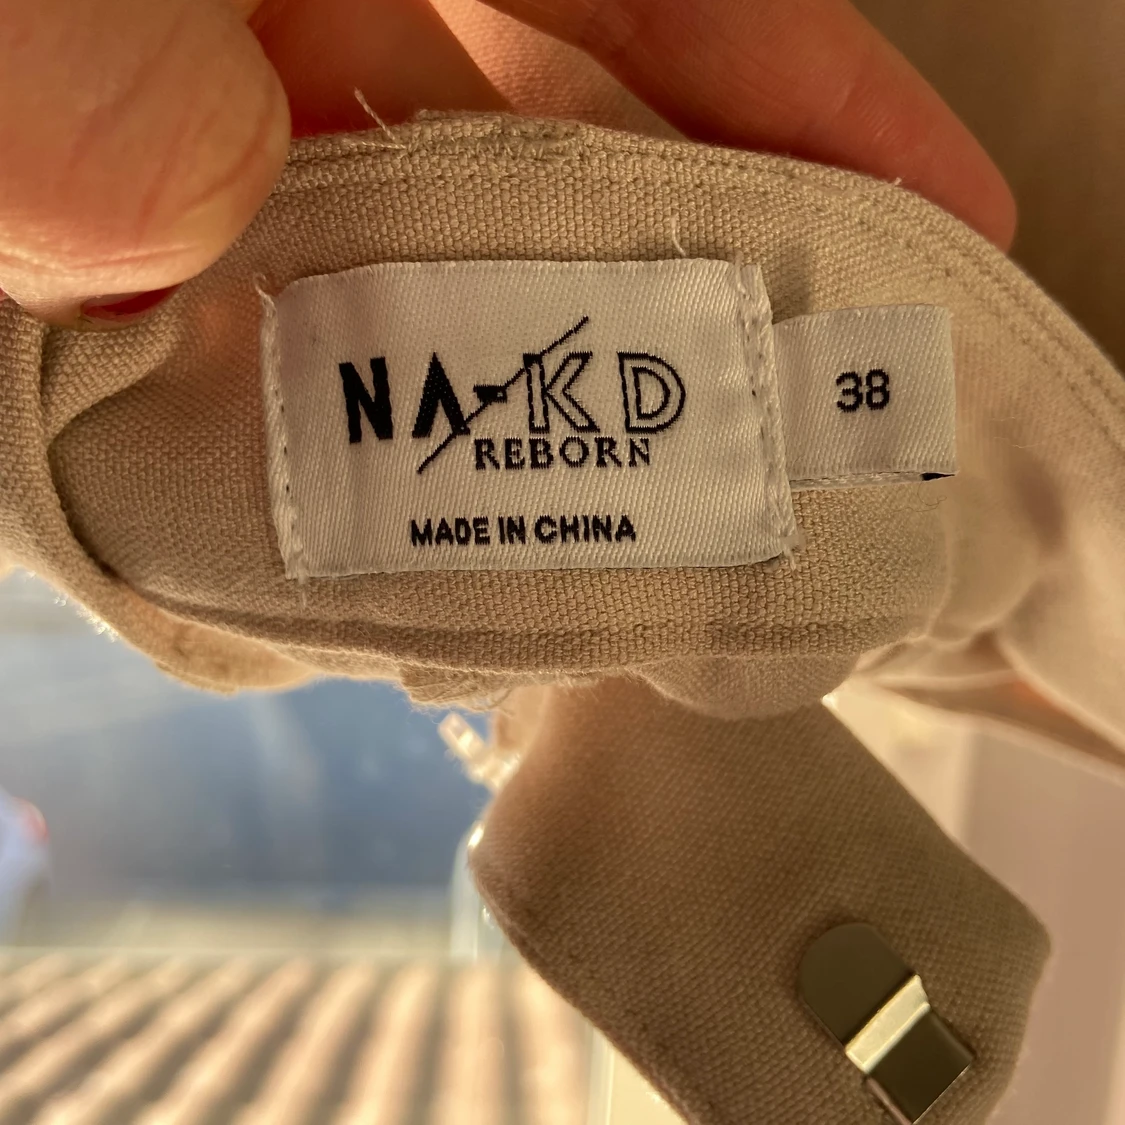 NA-KD
REBORN
MADE IN CHINA
38